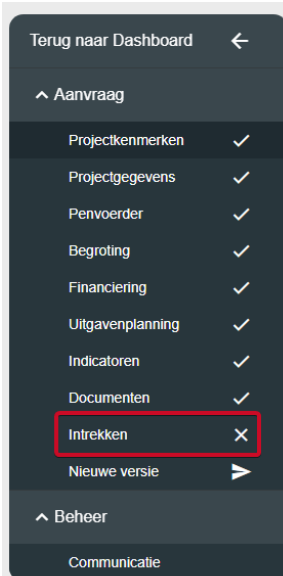 Terug naar Dashboard
Aanvraag
Projectkenmerken
Projectgegevens
Penvoerder
Begroting
Financiering
Uitgavenplanning
Indicatoren
Documenten
Intrekken
Nieuwe versie
Beheer
Communicatie